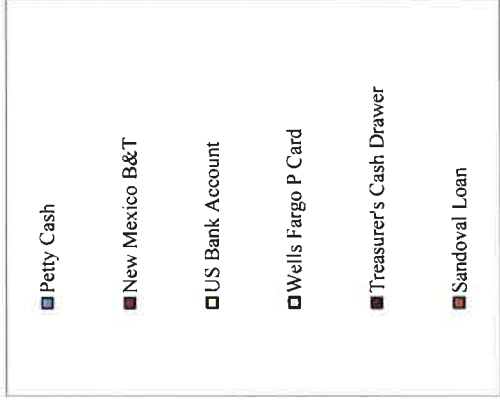 Petty Cash
New Mexico B&T
US Bank Account
Wells Fargo P Card
Treasurer's Cash Drawer
Sandoval Loan